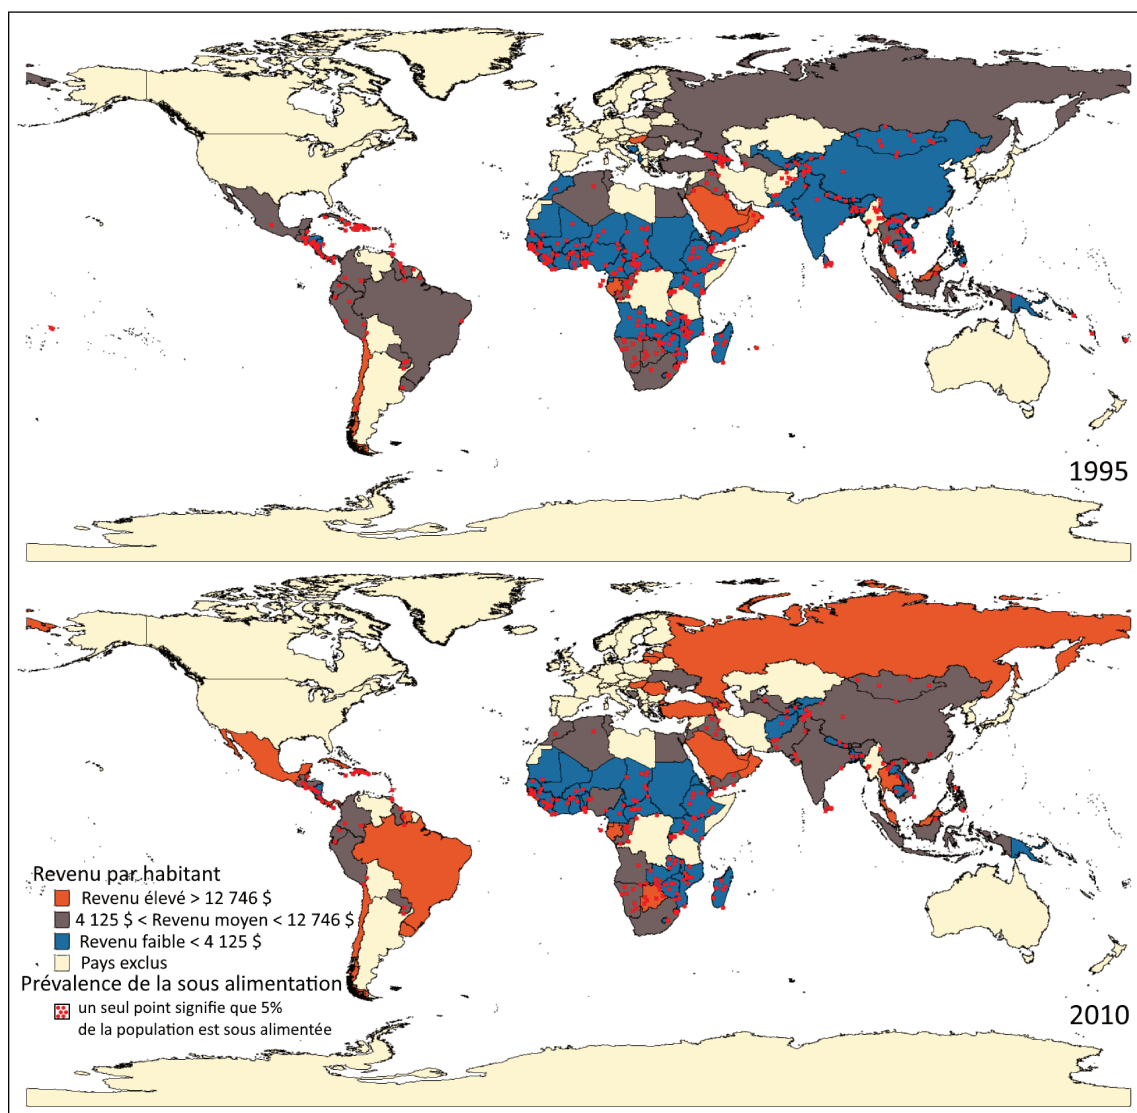 1995
Revenu par habitant
Revenu élevé > 12 746 $
4 125 $ < Revenu moyen < 12 746 $
Revenu faible < 4 125 $
Pays exclus
Prévalence de la sous alimentation
un seul point signifie que 5%
de la population est sous alimentée
2010